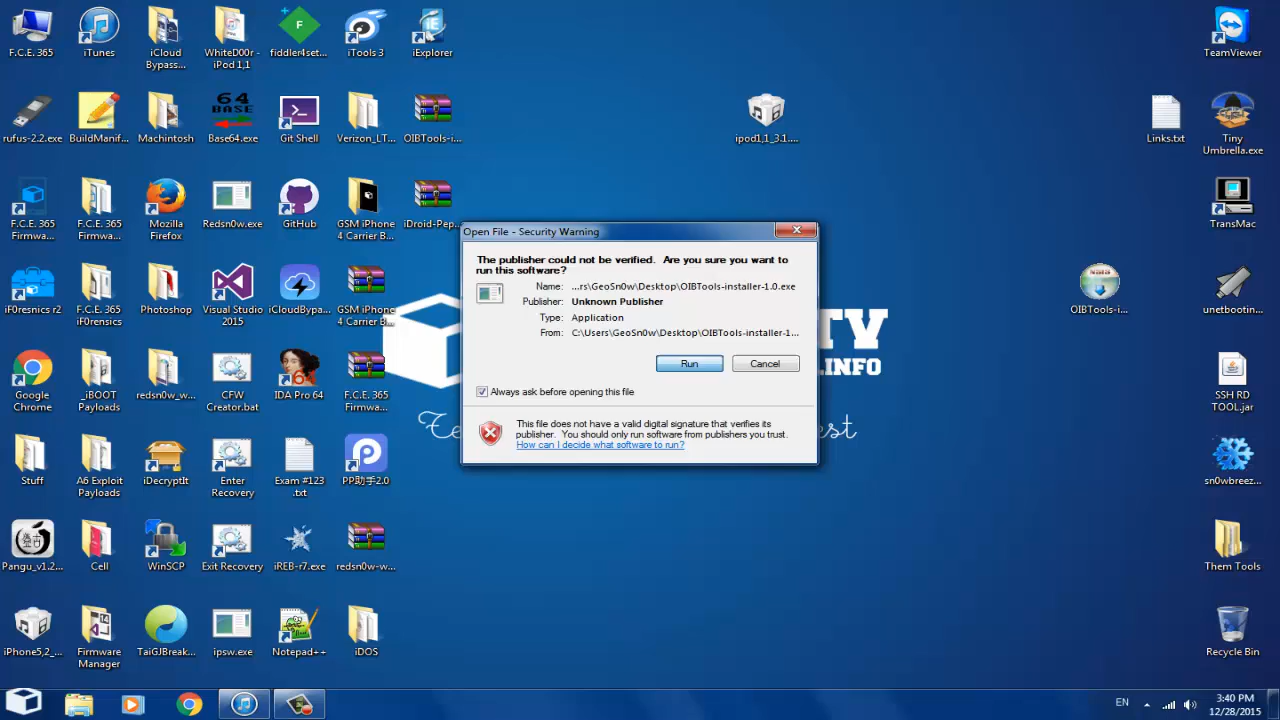 F.C.E. 365
iTunes
iCloud
Bypass...
WhiteD00r -
iPod 1,1
fiddler4set...
iTools 3
iExplorer
TeamViewer
rufus-2.2.exe
BuildManif...
Machintosh
64
BASE
Base64.exe
Git Shell
Verizon_LT...
OIBTools-i...
ipod1,1_3.1....
Links.txt
Tiny
Umbrella.exe
F.C.E. 365
Firmwa...
F.C.E. 365
Firmwa...
Mozilla
Firefox
Redsn0w.exe
GitHub
GSM iPhone
4 Carrier B...
iDroid-Pep...
TransMac
Open File - Security Warning
The publisher could not be verified. Are you sure you want to
run this software?
Name: ...rs\GeoSn0w\Desktop\OIBTools-installer-1.0.exe
Publisher: Unknown Publisher
Type: Application
From: C:\Users\GeoSn0w\Desktop\OIBTools-installer-1...
Run
Cancel
Always ask before opening this file
This file does not have a valid digital signature that verifies its
publisher. You should only run software from publishers you trust.
How can I decide what software to run?
iF0resnics r2
F.C.E. 365
iF0rensics
Photoshop
Visual Studio
2015
iCloudBypa...
GSM iPhone
4 Carrier B...
NSIS
OIBTools-i...
unetbootin...
TY
.INFO
Google
Chrome
_iBOOT
Payloads
redsn0w_w...
CFW
Creator.bat
64
IDA Pro 64
F.C.E. 365
Firmwa...
SSH RD
TOOL.jar
Stuff
A6 Exploit
Payloads
iDecryptIt
Enter
Recovery
Exam #123
.txt
PP助手2.0
sn0wbreez...
Pangu_v1.2...
Cell
WinSCP
Exit Recovery
iREB-r7.exe
redsn0w-w...
Them Tools
iPhone5,2_...
Firmware
Manager
TaiGJBreak...
ipsw.exe
Notepad++
iDOS
Recycle Bin
EN
3:40 PM
12/28/2015